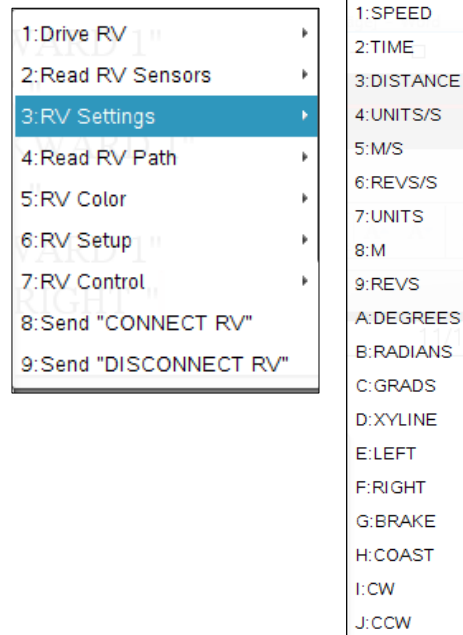 1:Drive RV
2:Read RV Sensors
3:RV Settings
4:Read RV Path
5:RV Color
6:RV Setup
7:RV Control
8:Send "CONNECT RV"
9:Send "DISCONNECT RV"
1:SPEED
2:TIME
3:DISTANCE
4:UNITS/S
5:M/S
6:REVS/S
7:UNITS
8:M
9:REVS
A:DEGREES
B:RADIANS
C:GRADS
D:XYLINE
E:LEFT
F:RIGHT
G:BRAKE
H:COAST
I:CW
J:CCW